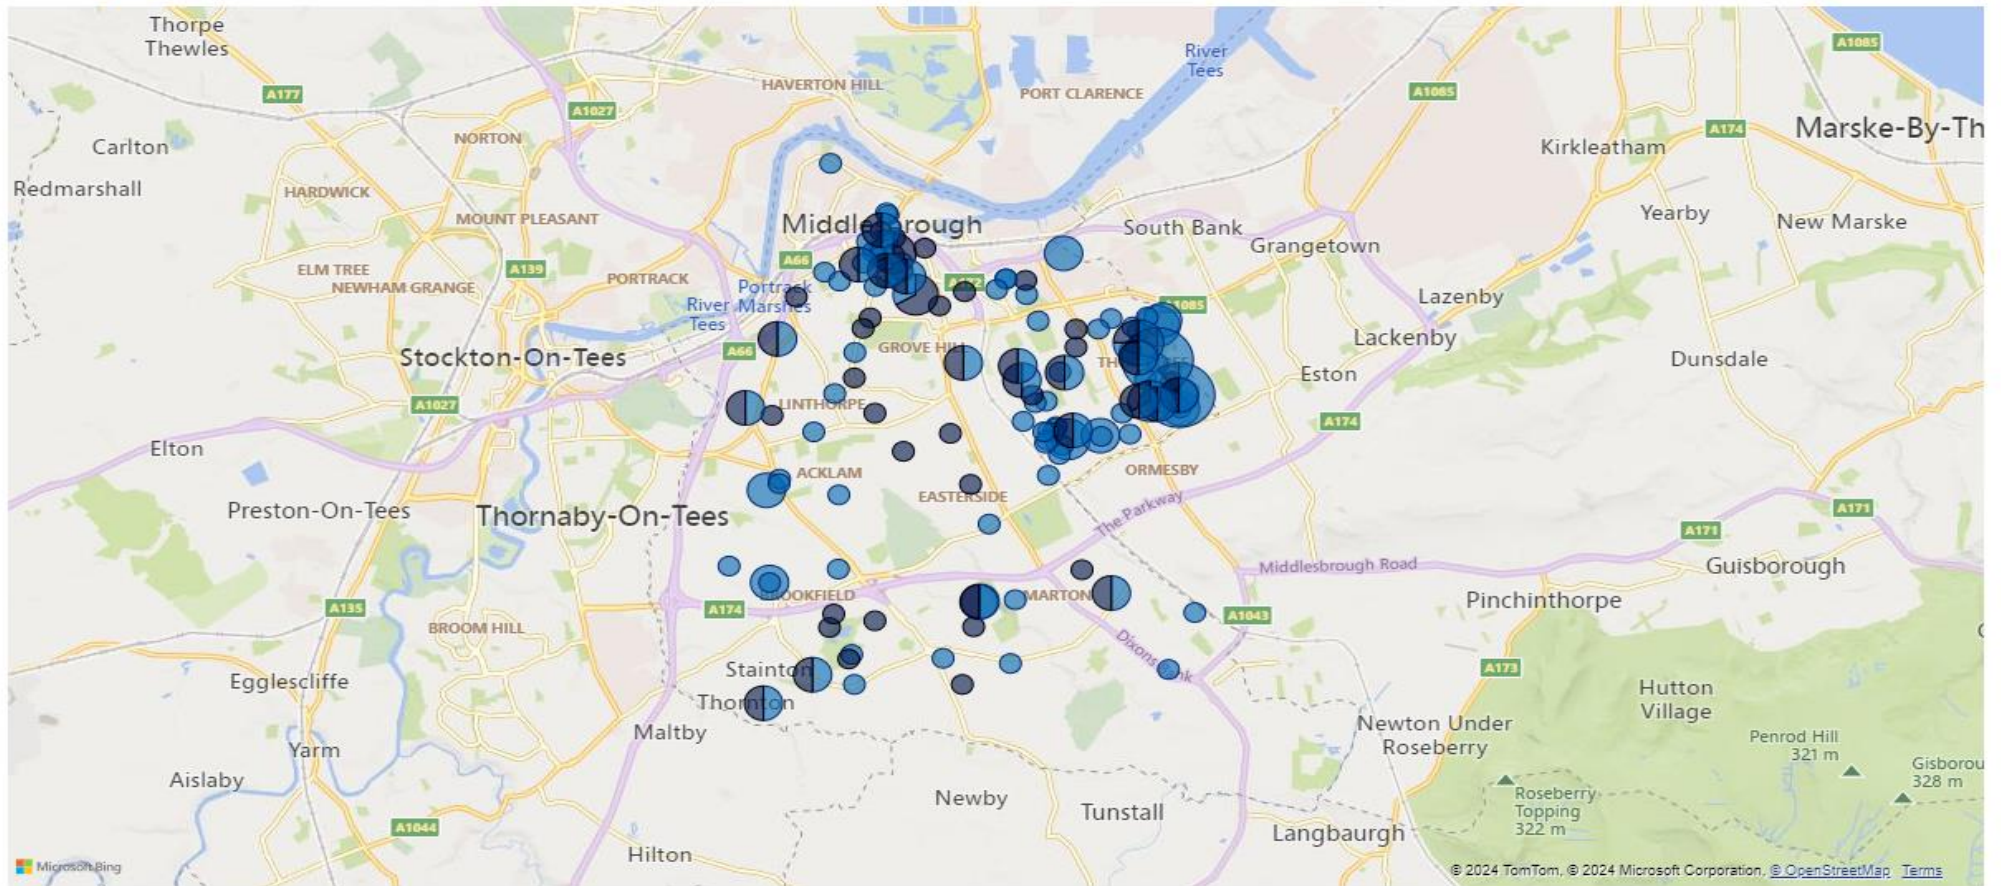 Thorpe
Thewles
A177
A1027
HAVERTON HILL
PORT CLARENCE
River
Tees
A1085
A1085
Carlton
NORTON
Kirkleatham
A174
Marske-By-Th
Redmarshall
HARDWICK
MOUNT PLEASANT
Middle
rough
South Bank
Grangetown
Yearby
New Marske
ELM TREE
NEWHAM GRANGE
A139
PORTRACK
A66
Portrack
Marshes
River
Tees
Lazenby
Lackenby
Stockton-On-Tees
A66
GROVE HILL
Eston
Dunsdale
A1027
LINTHORPE
A174
Elton
ACKLAM
ORMESBY
EASTERSIDE
Preston-On-Tees
Thornaby-On-Tees
The Parkway
A171
A171
Middlesbrough Road
Guisborough
A135
A174
MARTON
A1043
Pinchinthorpe
BROOM HILL
Dixons
Egglescliffe
Stainton
Thornton
A173
Hutton
Village
Maltby
Newton Under
Roseberry
Yarm
Penrod Hill
321 m
Aislaby
Gisborou
328 m
Newby
Tunstall
Roseberry
Topping
322 m
A1044
Langbaurgh
Hilton
Microsoft Bing
© 2024 TomTom, © 2024 Microsoft Corporation, © OpenStreetMap Terms